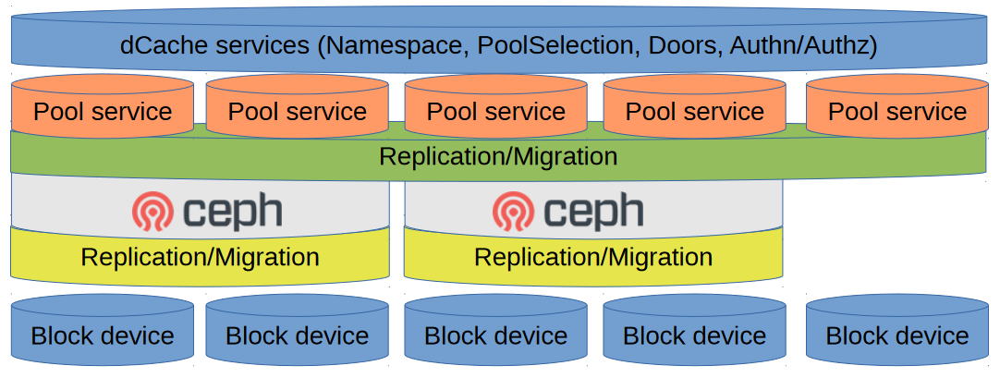 dCache services (Namespace, PoolSelection, Doors, Authn/Authz)
Pool service Pool service Pool service Pool service Pool service
Replication/Migration
ceph ceph
Replication/Migration Replication/Migration
Block device Block device Block device Block device Block device